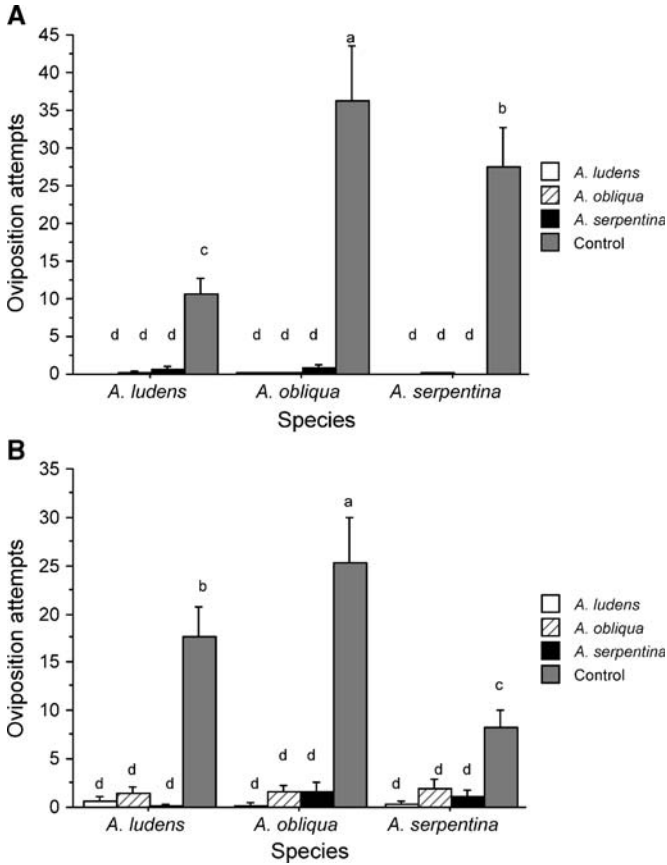 A
a
45
40
35
30
25
20
15
10
5
0
Oviposition attempts
b
c
d d d
d d d
d d d
A. ludens
A. obliqua
A. serpentina
Control
A. ludens A. obliqua A. serpentina
Species
B
a
35
30
25
20
15
10
5
0
Oviposition attempts
b
c
d d d
d d d
d d d
A. ludens
A. obliqua
A. serpentina
Control
A. ludens A. obliqua A. serpentina
Species